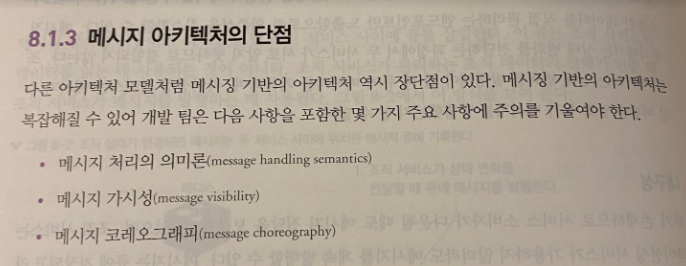 8.1.3 메시지 아키텍처의 단점
다른 아키텍처 모델처럼 메시징 기반의 아키텍처 역시 장단점이 있다. 메시징 기반의 아키텍처는
복잡해질 수 있어 개발 팀은 다음 사항을 포함한 몇 가지 주요 사항에 주의를 기울여야 한다.
• 메시지 처리의 의미론(message handling semantics)
• 메시지 가시성(message visibility)
• 메시지 코레오그래피(message choreography)